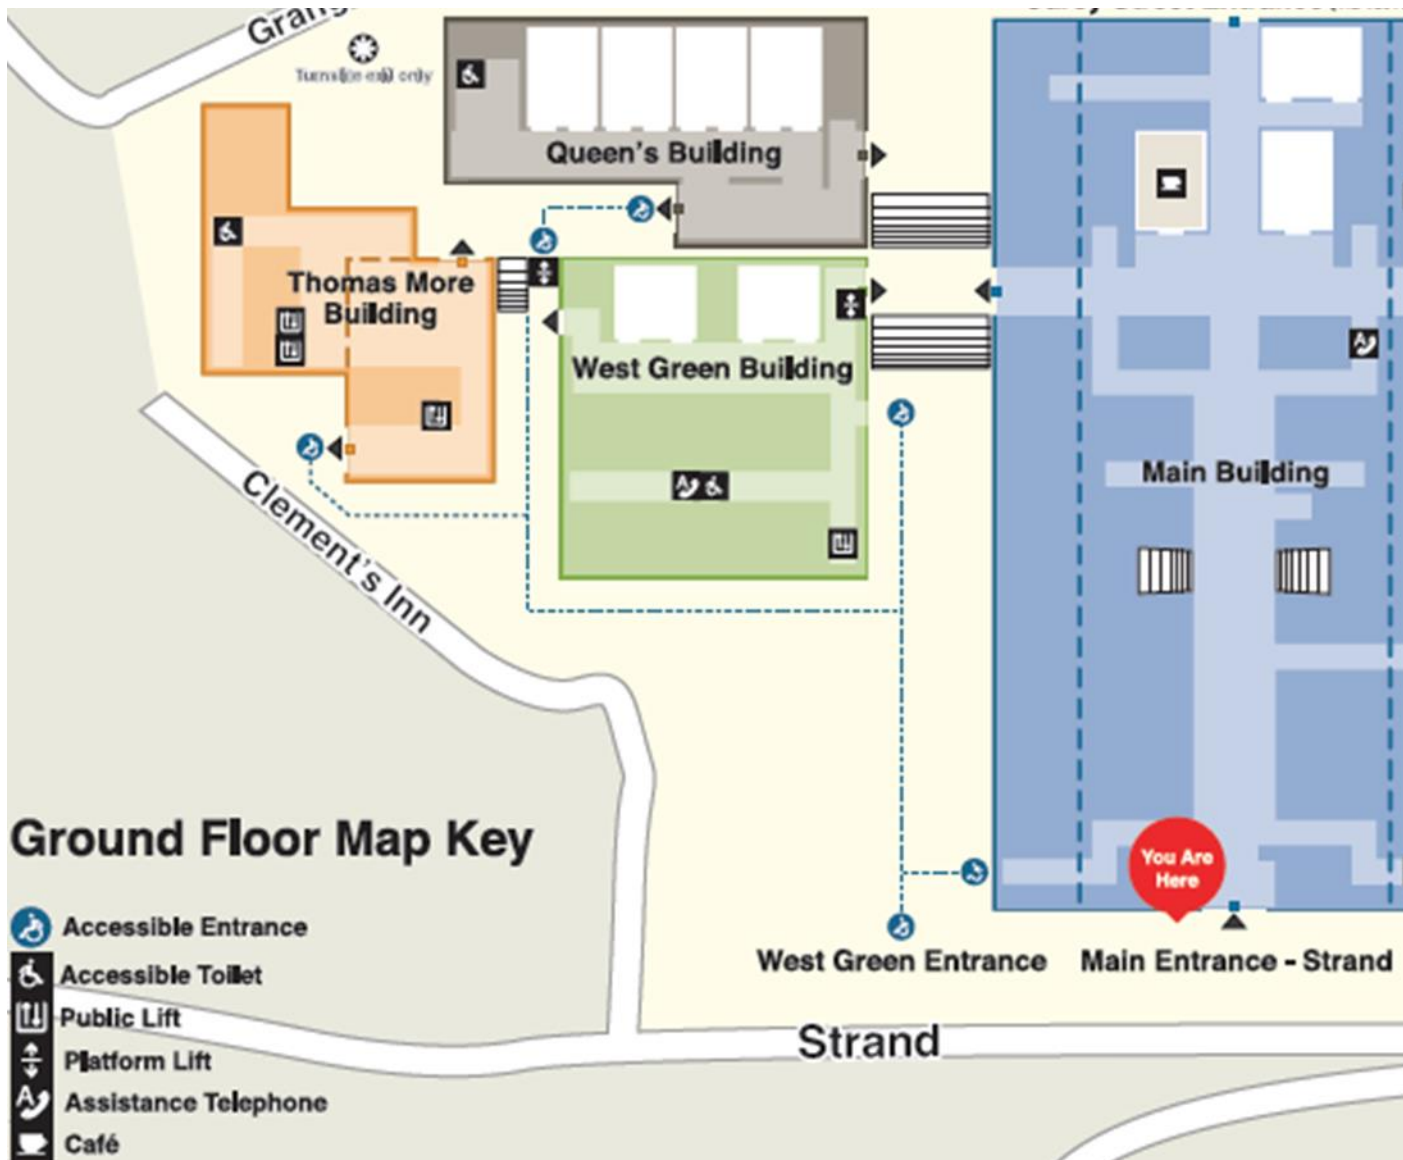 Turnstile exit only
Queen's Building
Thomas More
Building
West Green Building
Main Building
Clement's Inn
Ground Floor Map Key
You Are
Here
Accessible Entrance
West Green Entrance
Main Entrance - Strand
Accessible Toilet
Public Lift
Strand
Platform Lift
Assistance Telephone
Café